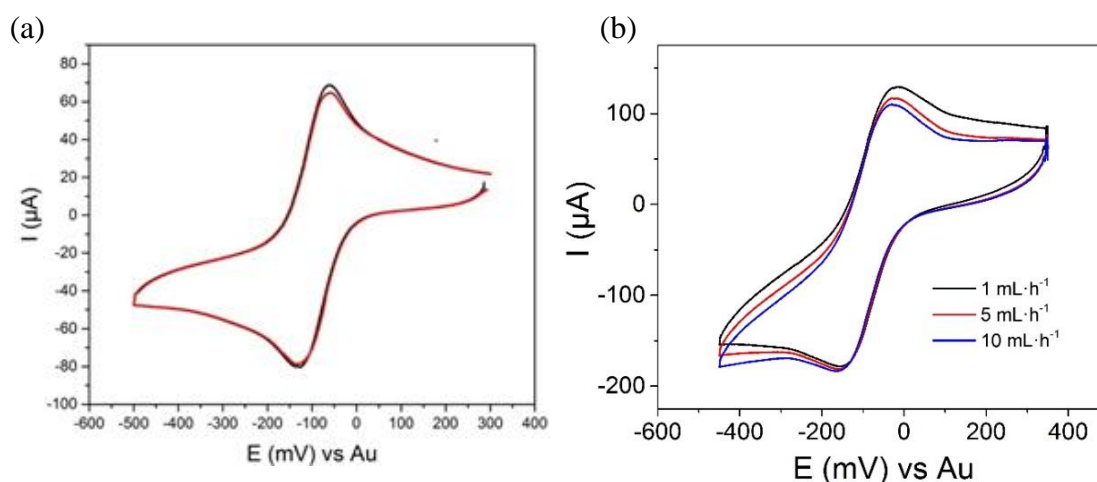 (a)
80
60
40
20
0
-20
-40
-60
-80
-100
I (µA)
-600 -500 -400 -300 -200 -100 0 100 200 300 400
E (mV) vs Au
(b)
100
0
-100
-200
I (µA)
1 mL·h⁻¹
5 mL·h⁻¹
10 mL·h⁻¹
-600 -400 -200 0 200 400
E (mV) vs Au